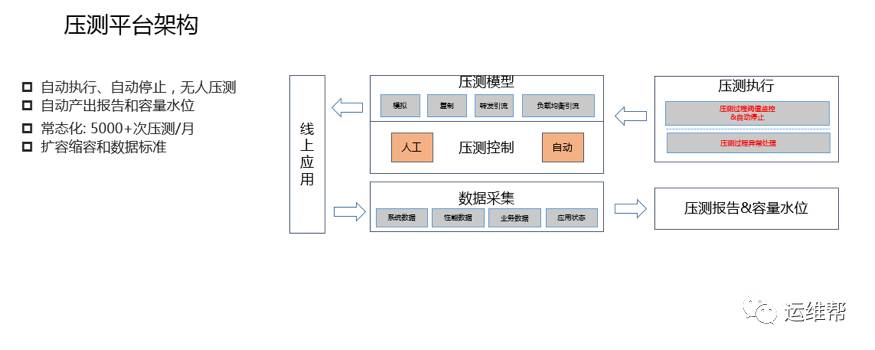 压测平台架构
自动执行、自动停止，无人压测
自动产出报告和容量水位
常态化: 5000+次压测/月
扩容缩容和数据标准
线上应用
压测模型
模拟
复制
转发引流
负载均衡引流
人工
压测控制
自动
数据采集
系统数据
性能数据
业务数据
应用状态
压测执行
压测过程阀值监控
&自动停止
压测过程异常处理
压测报告&容量水位
运维帮